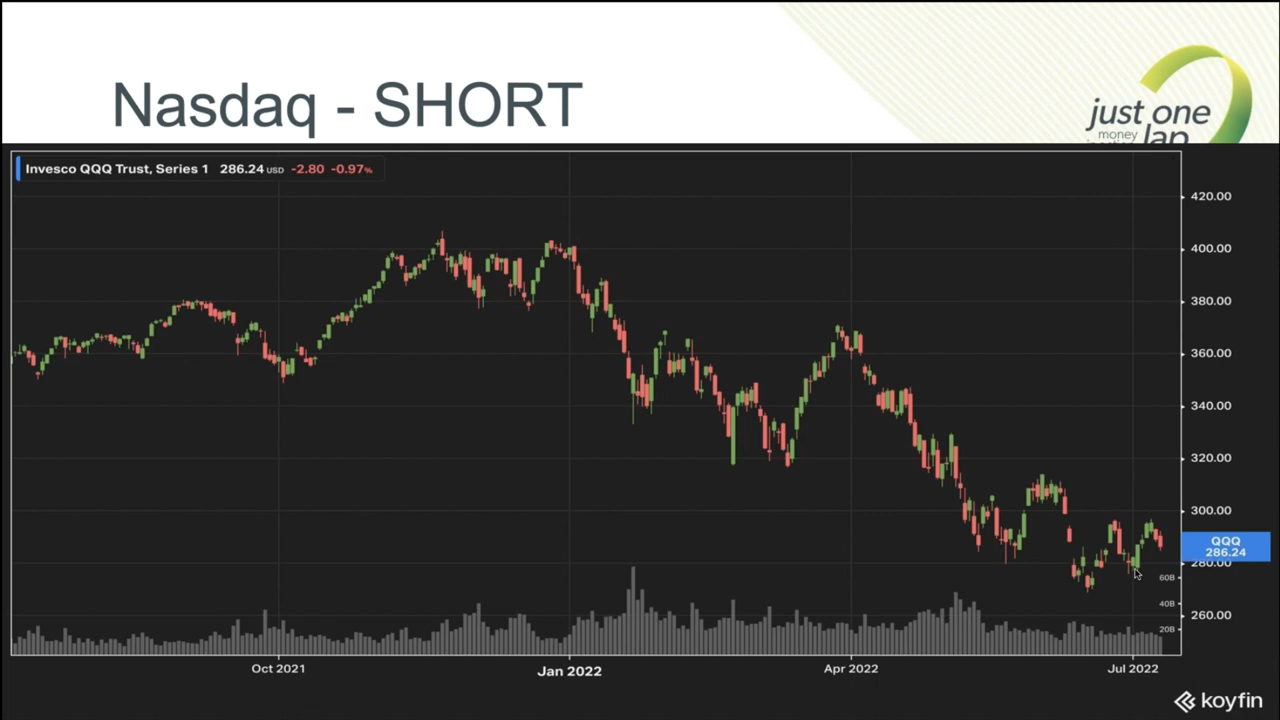 Nasdaq - SHORT
just one
money
lap
Invesco QQQ Trust, Series 1 286.24 USD -2.80 -0.97%
420.00
400.00
380.00
360.00
340.00
320.00
300.00
QQQ
286.24
280.00
60B
40B
260.00
20B
Oct 2021 Jan 2022 Apr 2022 Jul 2022
koyfin